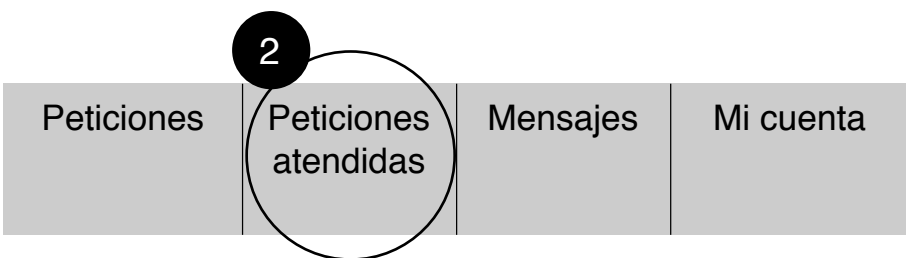 2
Peticiones
Peticiones
atendidas
Mensajes
Mi cuenta